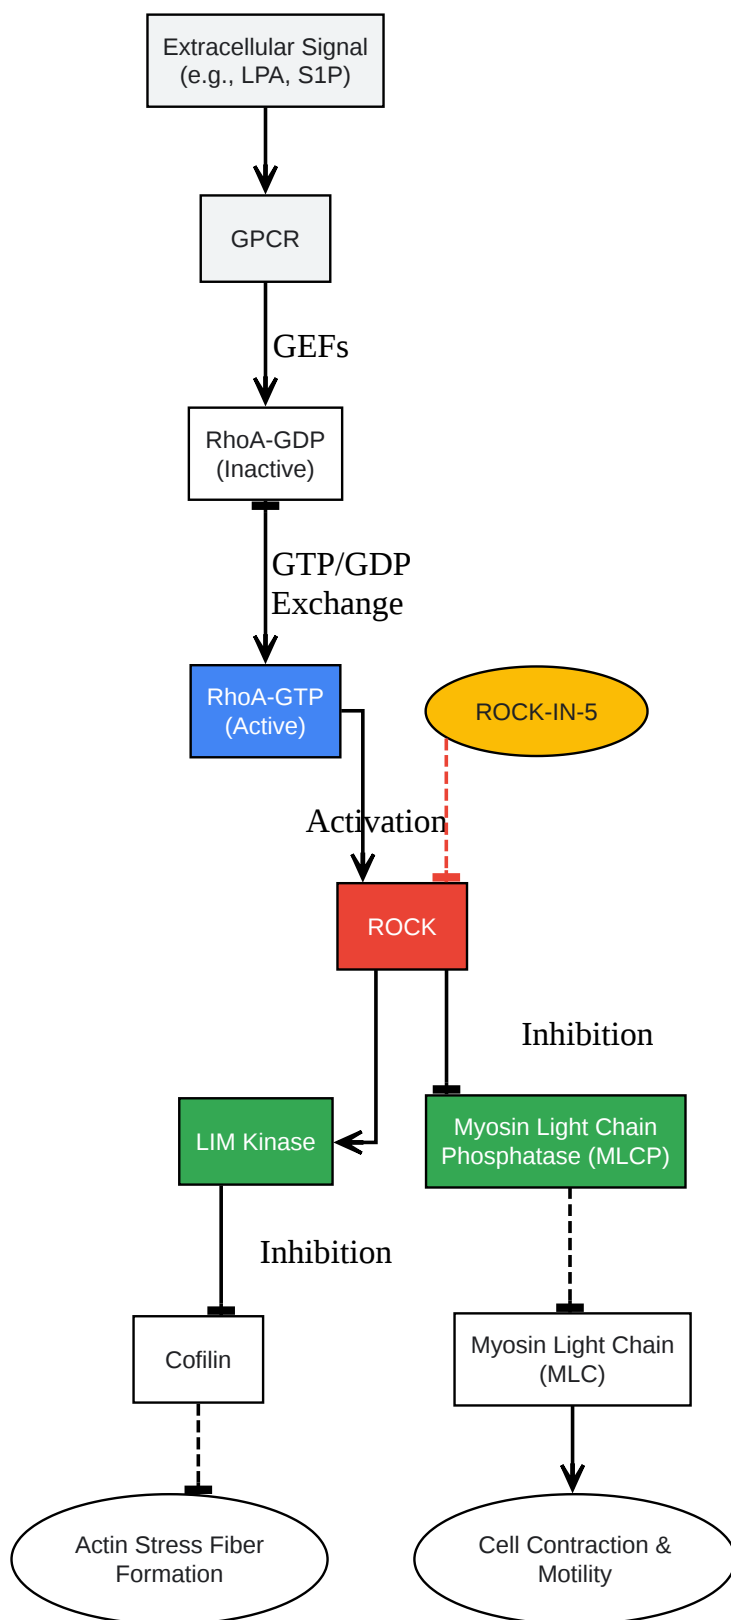 Extracellular Signal
(e.g., LPA, S1P)
GPCR
GEFs
RhoA-GDP
(Inactive)
GTP/GDP
Exchange
RhoA-GTP
(Active)
ROCK-IN-5
Activation
ROCK
Inhibition
LIM Kinase
Myosin Light Chain
Phosphatase (MLCP)
Inhibition
Cofilin
Myosin Light Chain
(MLC)
Actin Stress Fiber
Formation
Cell Contraction &
Motility